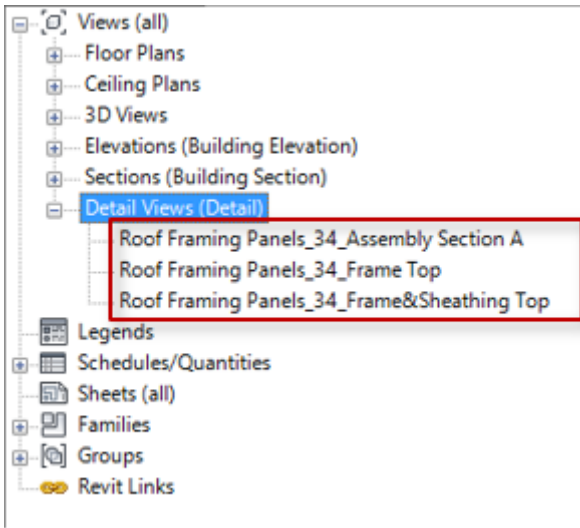 Views (all)
Floor Plans
Ceiling Plans
3D Views
Elevations (Building Elevation)
Sections (Building Section)
Detail Views (Detail)
Roof Framing Panels_34_Assembly Section A
Roof Framing Panels_34_Frame Top
Roof Framing Panels_34_Frame&Sheathing Top
Legends
Schedules/Quantities
Sheets (all)
Families
Groups
Revit Links